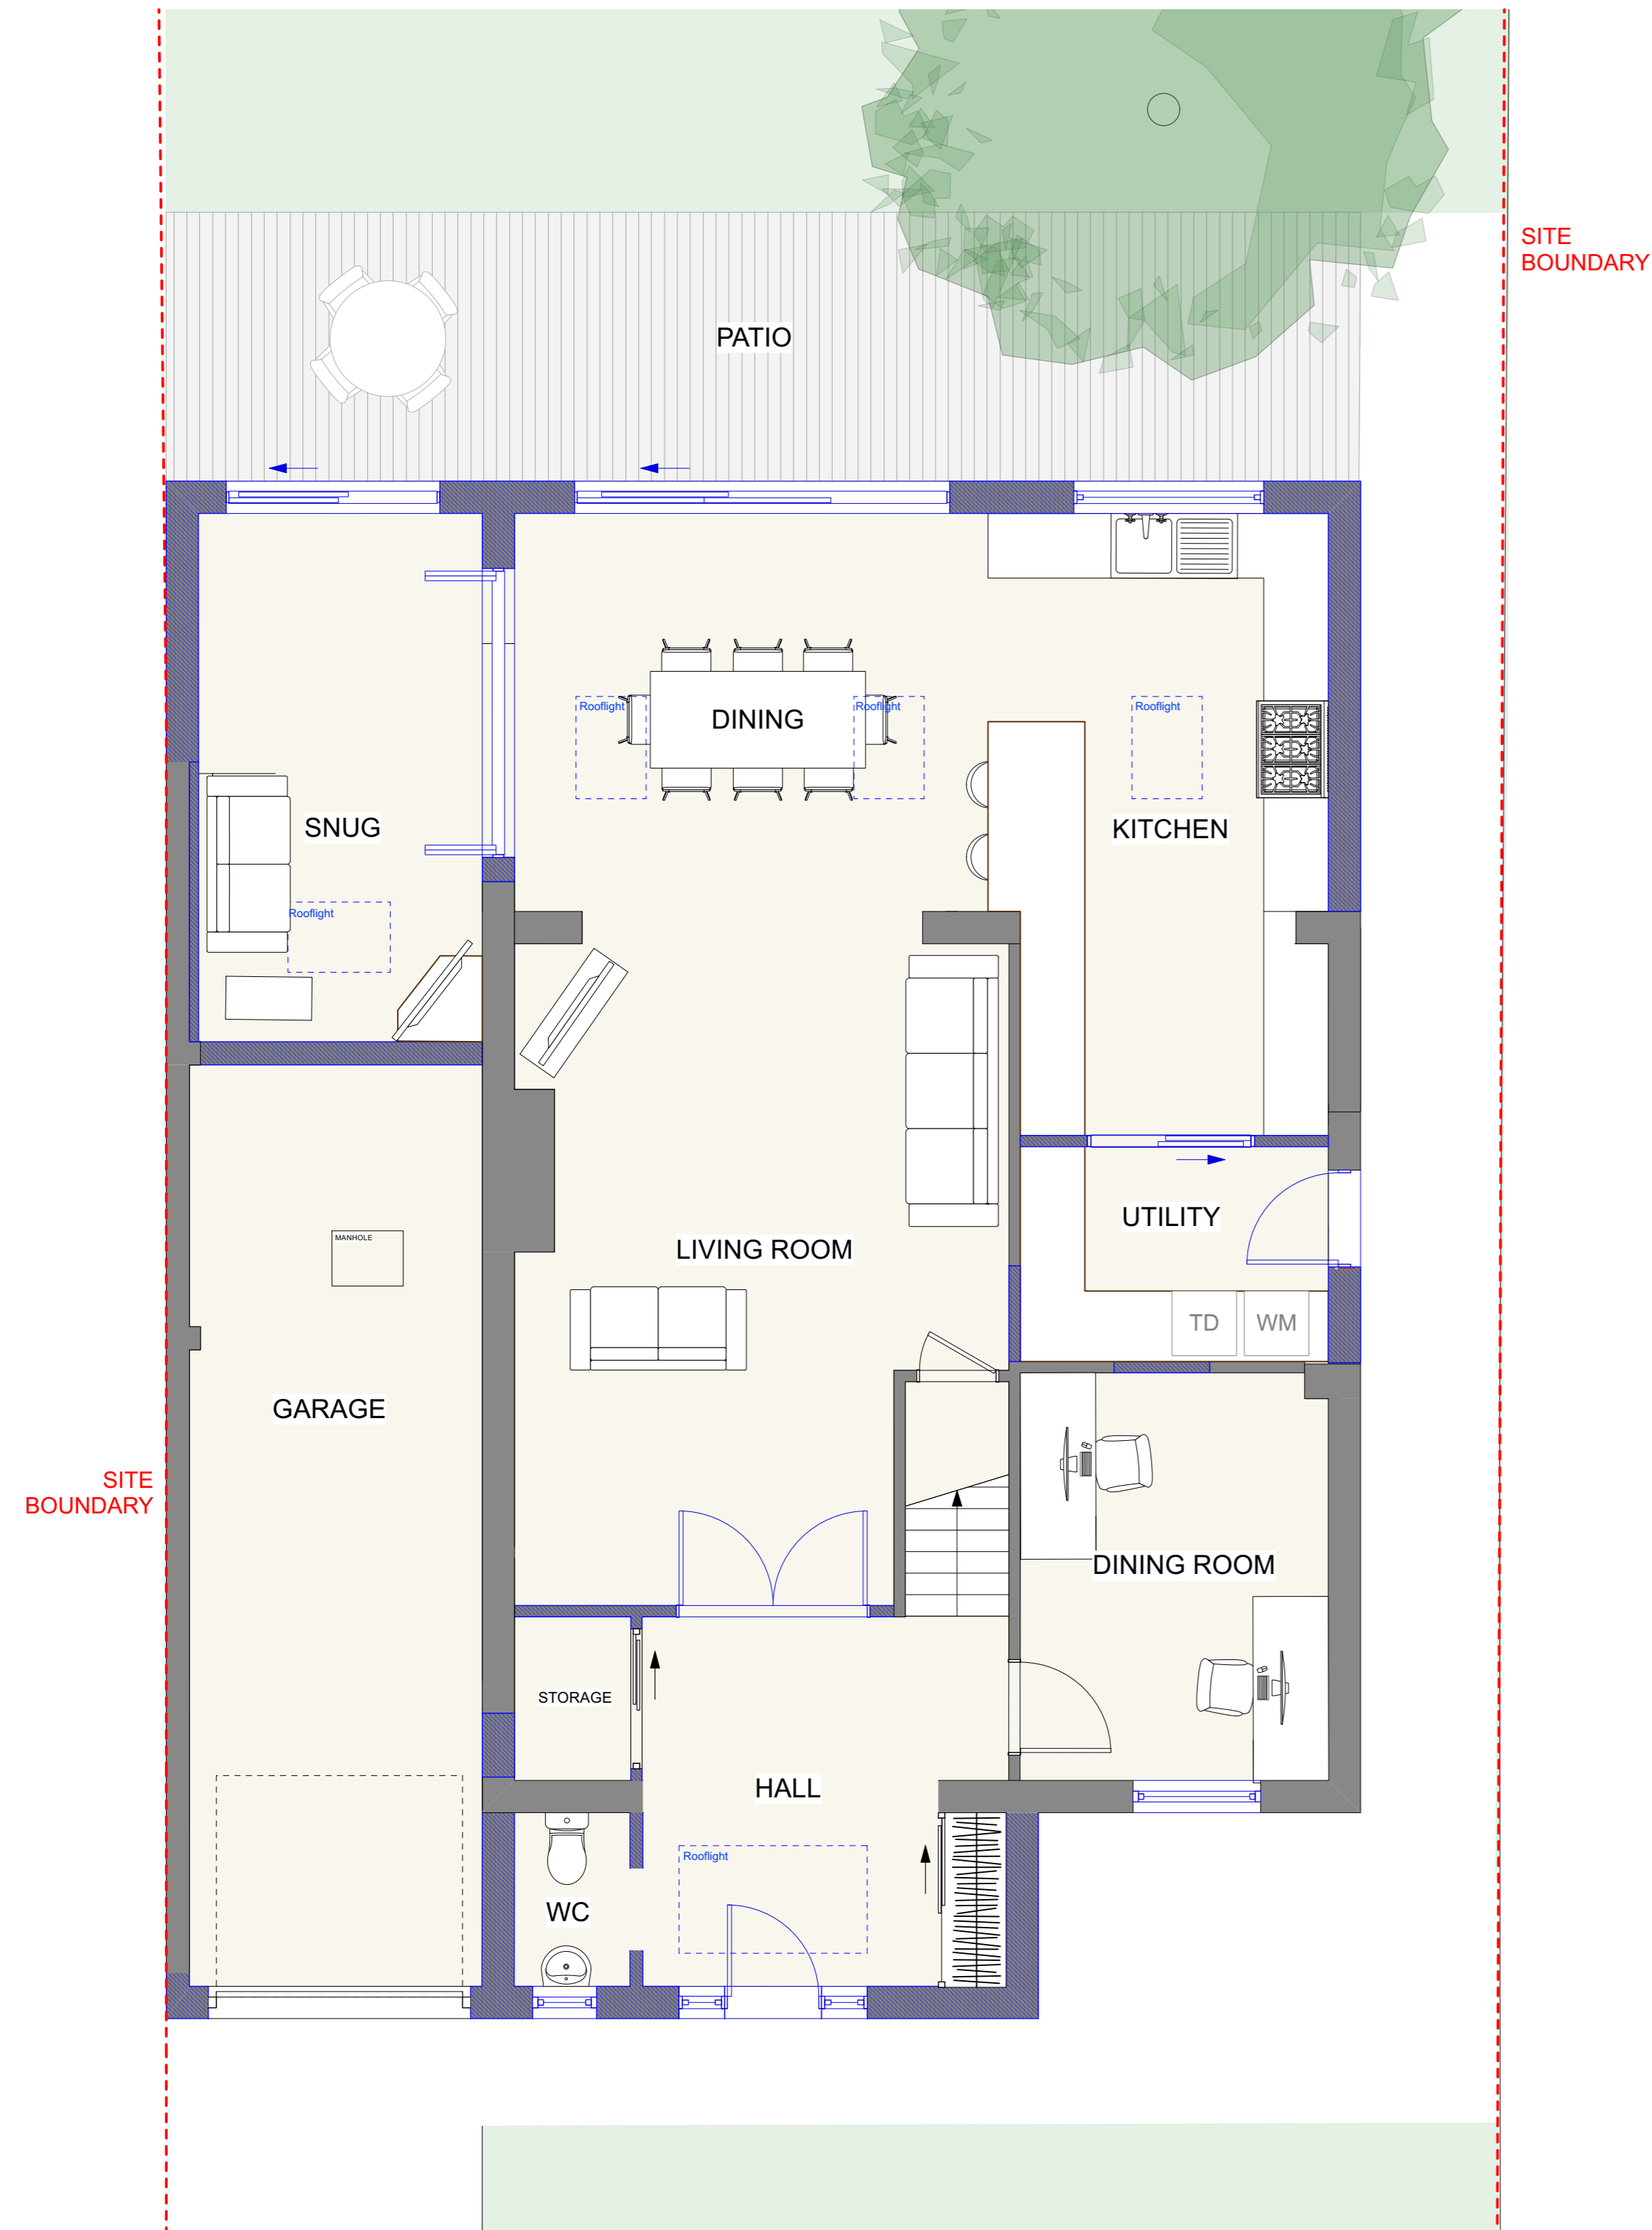 SITE
BOUNDARY
PATIO
Rooflight
DINING
Rooflight
Rooflight
SNUG
KITCHEN
Rooflight
UTILITY
MANHOLE
LIVING ROOM
TD
WM
GARAGE
SITE
BOUNDARY
DINING ROOM
STORAGE
HALL
Rooflight
WC